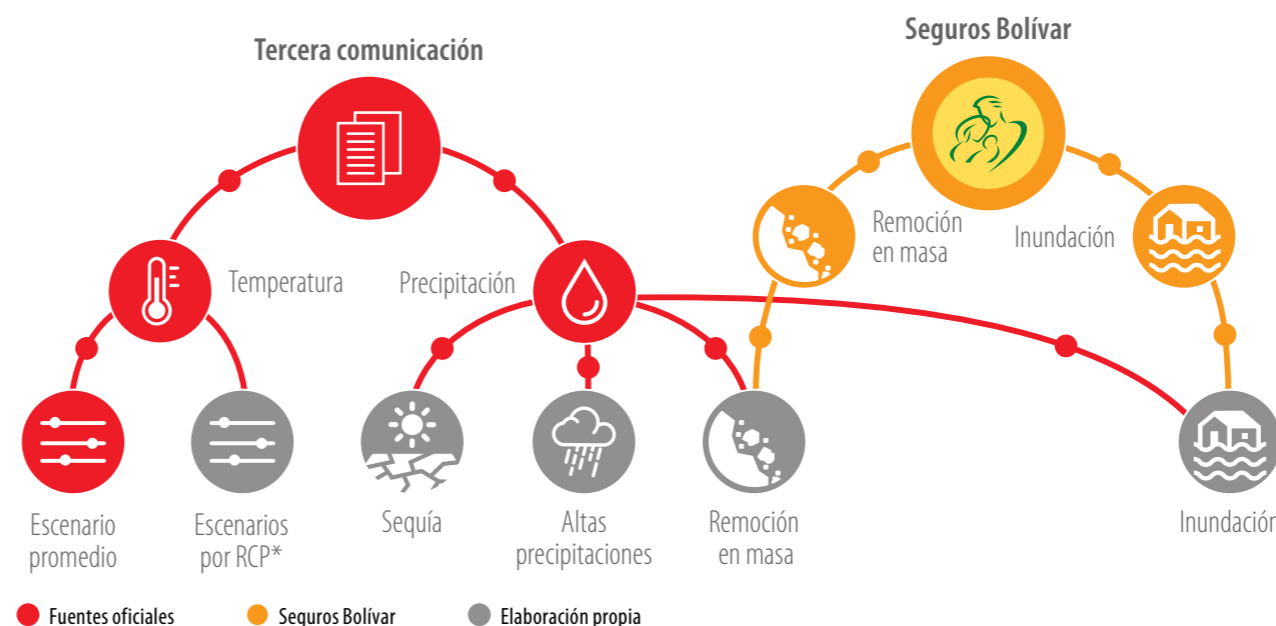 Tercera comunicación
Seguros Bolívar
Temperatura
Precipitación
Remoción
en masa
Inundación
Escenario
promedio
Escenarios
por RCP*
Sequía
Altas
precipitaciones
Remoción
en masa
Inundación
Fuentes oficiales
Seguros Bolívar
Elaboración propia